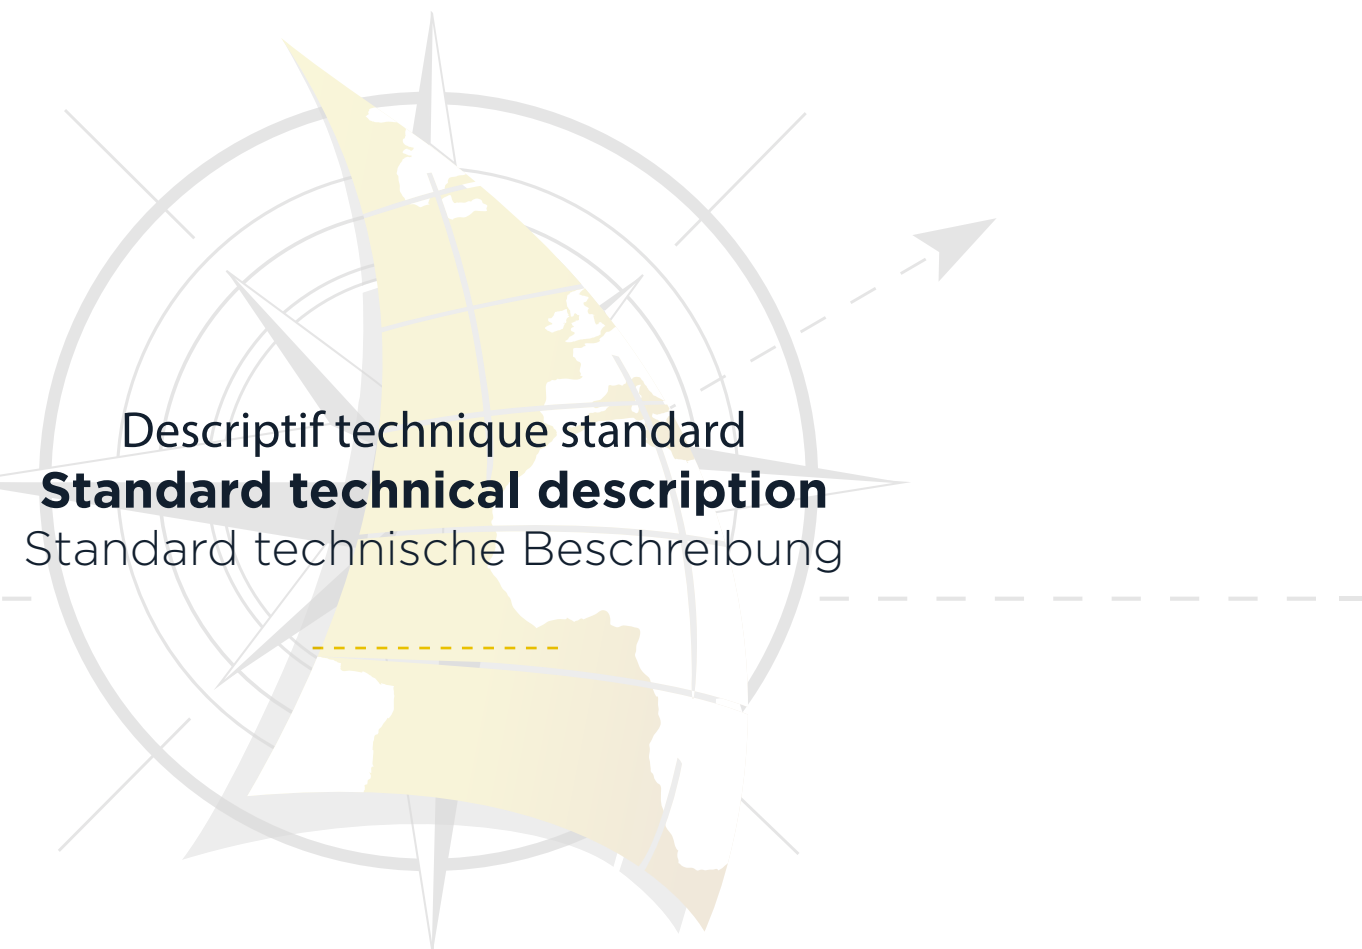 Descriptif technique standard
Standard technical description
Standard technische Beschreibung